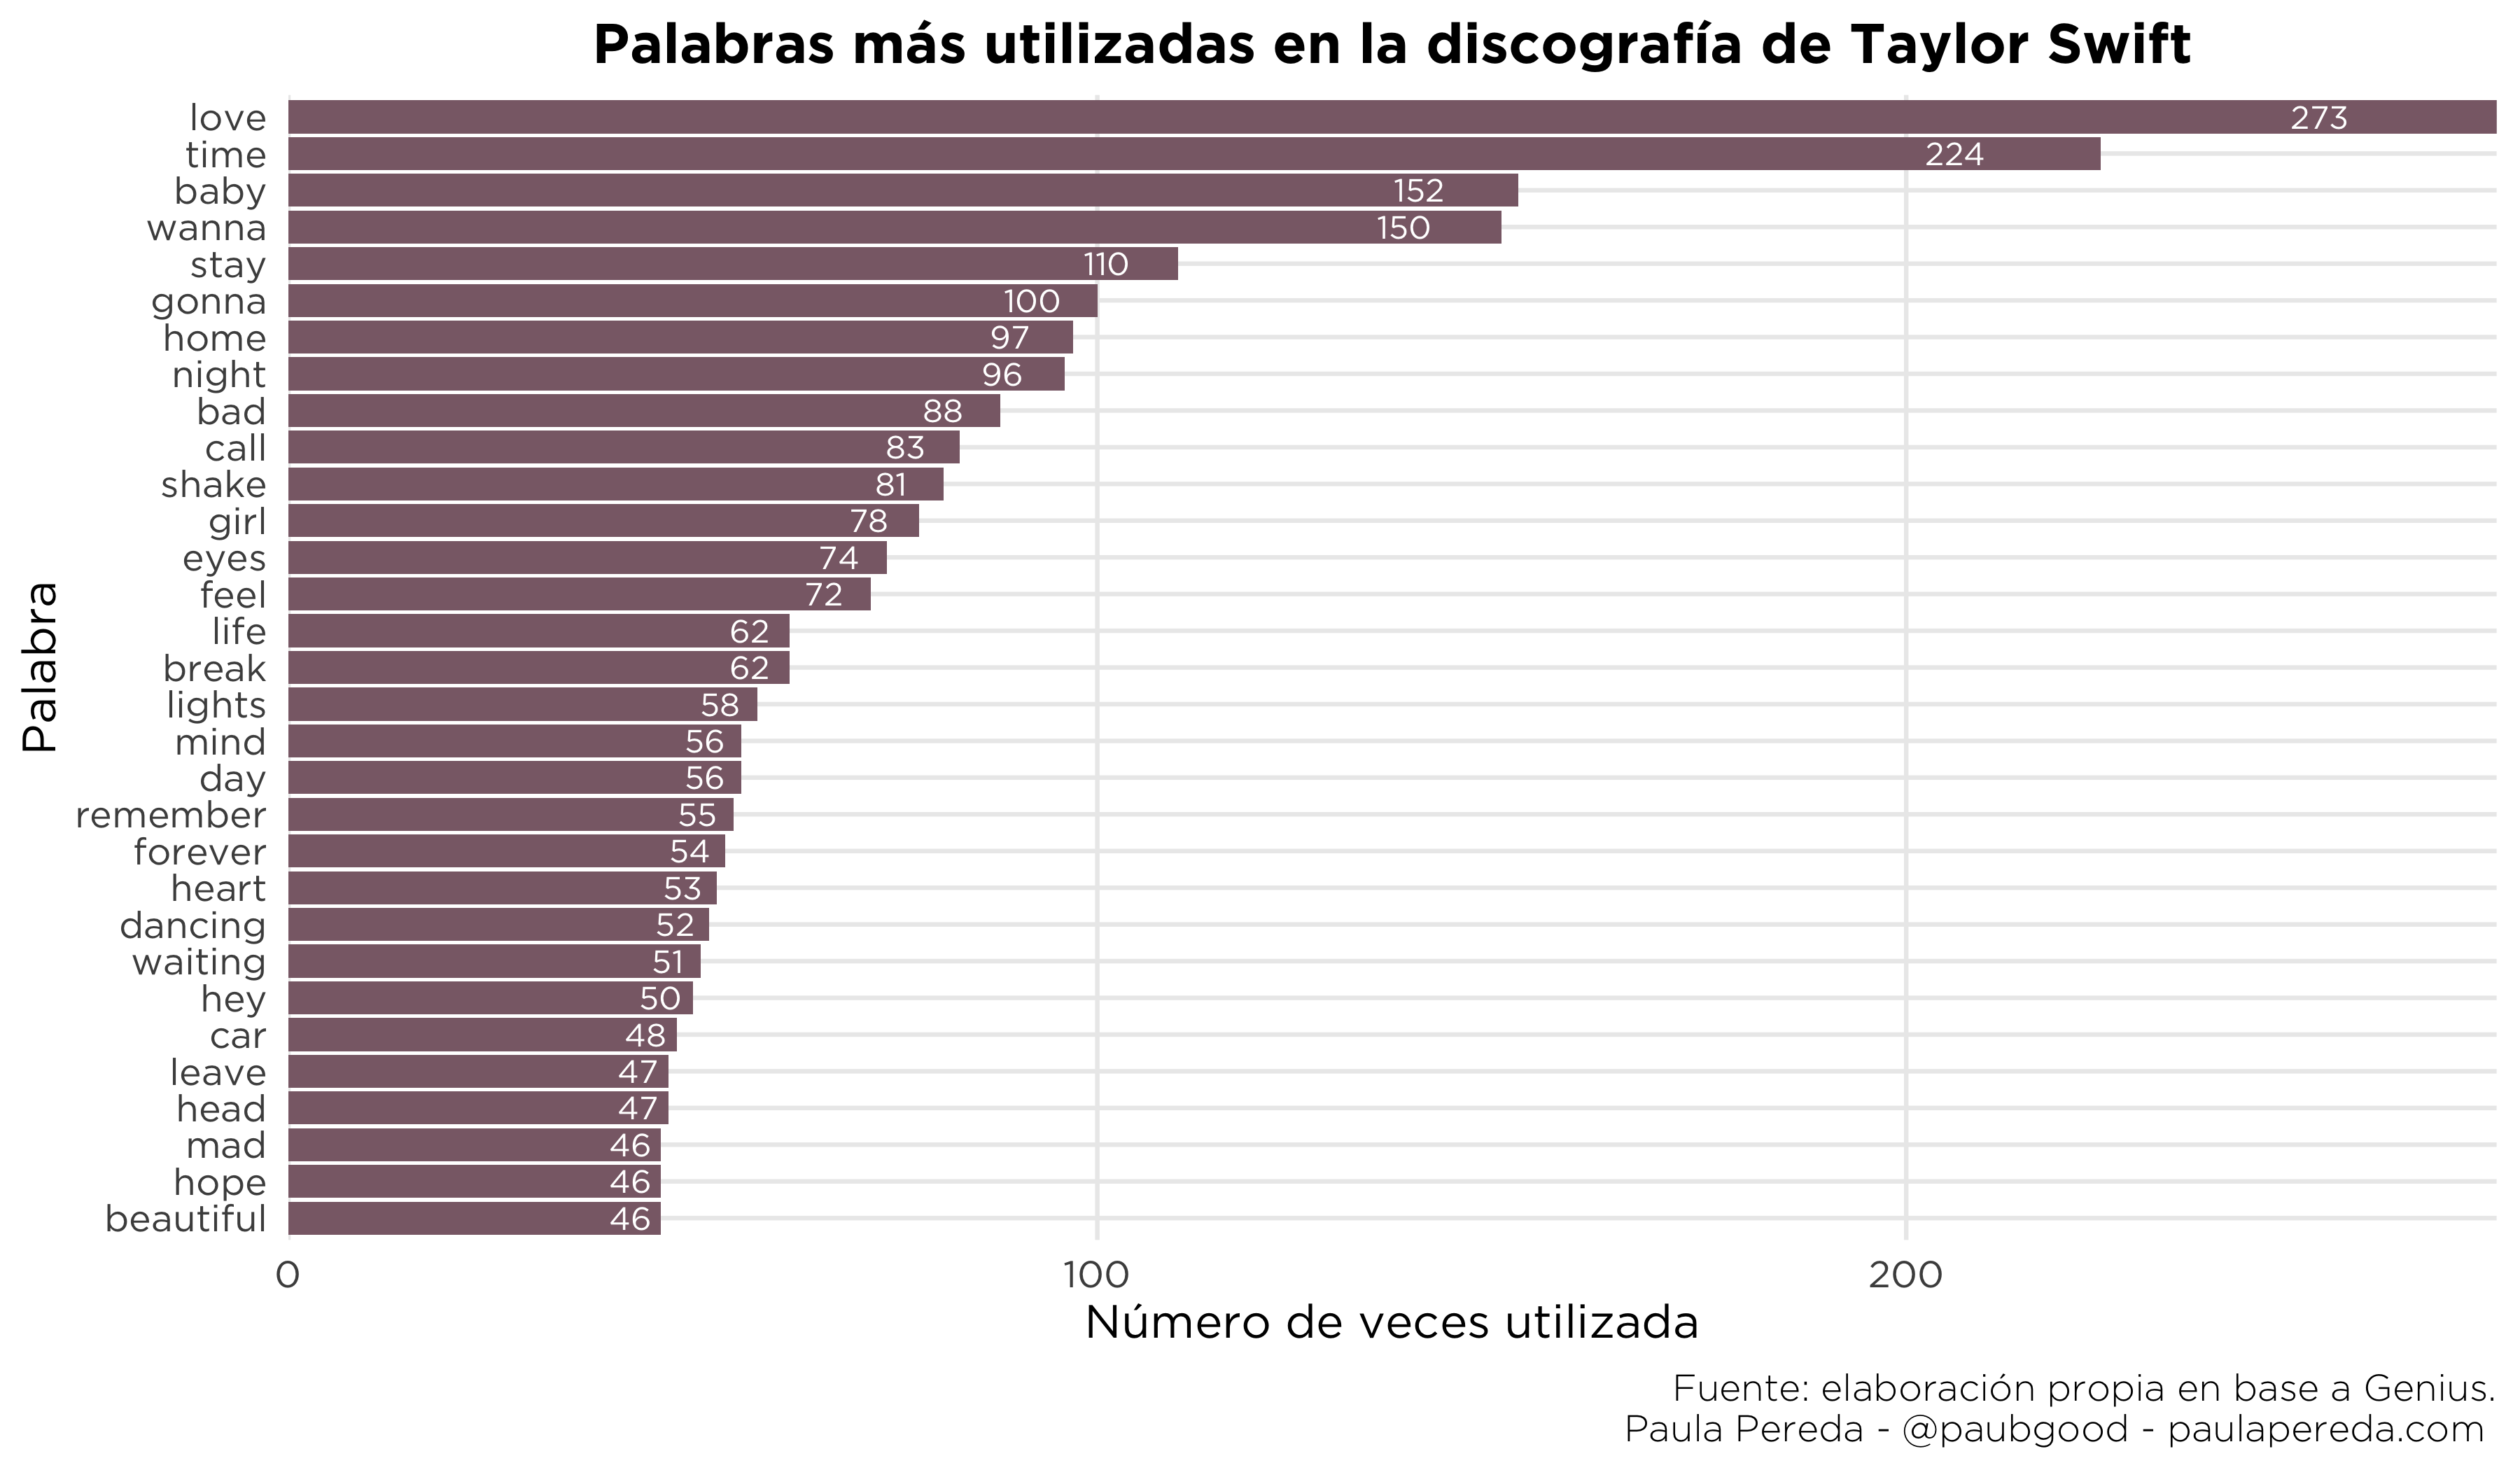 Palabras más utilizadas en la discografía de Taylor Swift
Palabra
love 273
time 224
baby 152
wanna 150
stay 110
gonna 100
home 97
night 96
bad 88
call 83
shake 81
girl 78
eyes 74
feel 72
life 62
break 62
lights 58
mind 56
day 56
remember 55
forever 54
heart 53
dancing 52
waiting 51
hey 50
car 48
leave 47
head 47
mad 46
hope 46
beautiful 46
0 100 200
Número de veces utilizada
Fuente: elaboración propia en base a Genius.
Paula Pereda - @paubgood - paulapereda.com